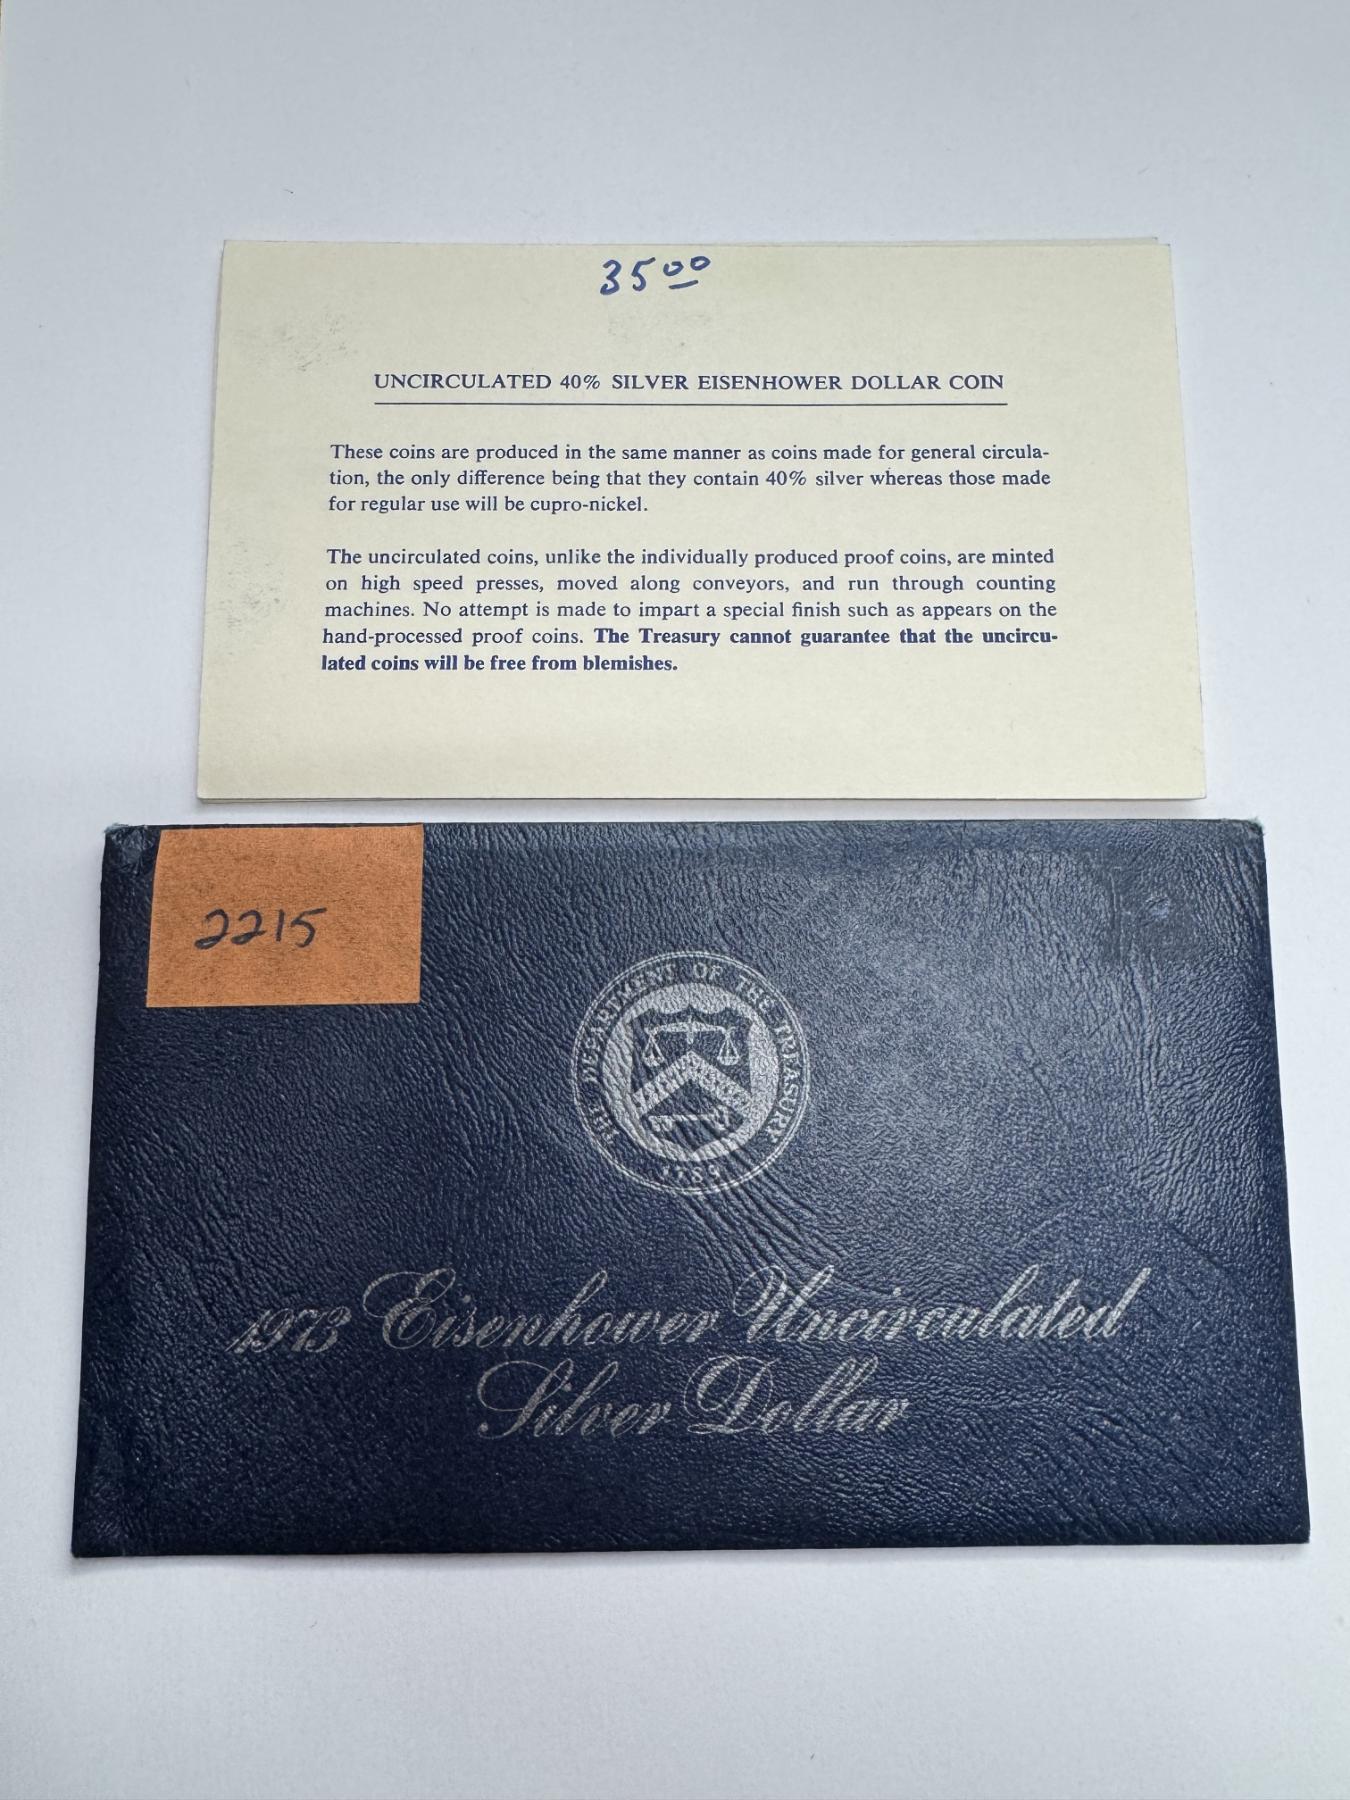 35 00
UNCIRCULATED 40% SILVER EISENHOWER DOLLAR COIN
These coins are produced in the same manner as coins made for general circula-
tion, the only difference being that they contain 40% silver whereas those made
for regular use will be cupro-nickel.
The uncirculated coins, unlike the individually produced proof coins, are minted
on high speed presses, moved along conveyors, and run through counting
machines. No attempt is made to impart a special finish such as appears on the
hand-processed proof coins. The Treasury cannot guarantee that the uncircu-
lated coins will be free from blemishes.
2215
THE DEPARTMENT OF THE TREASURY
1789
1973 Eisenhower Uncirculated
Silver Dollar